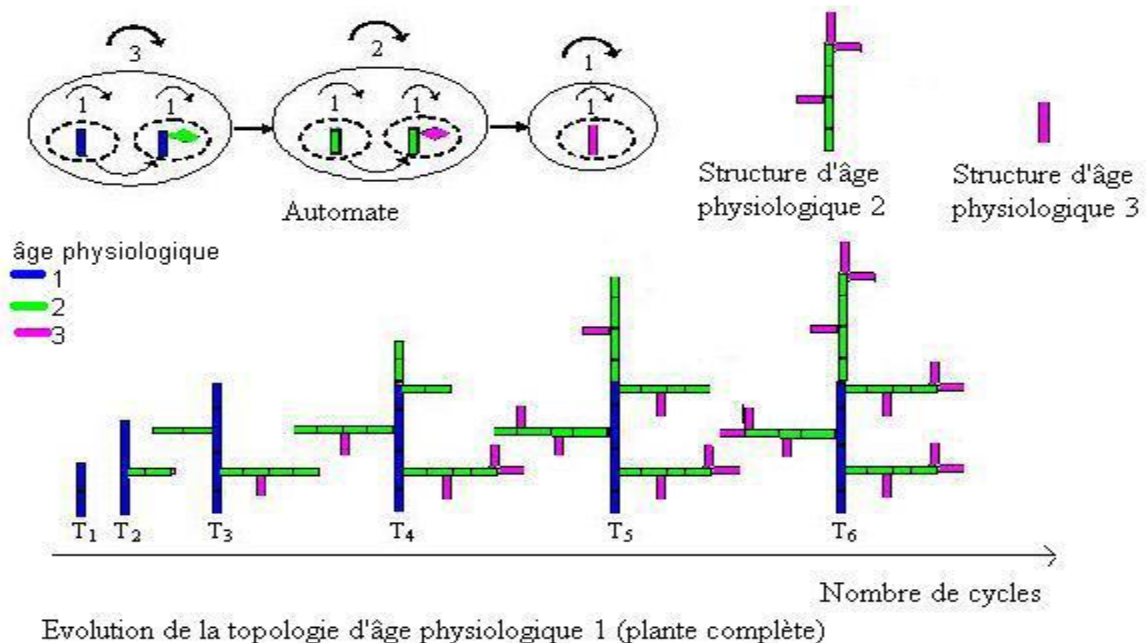 3
2
1
1
1
1
1
1
Automate
Structure d'âge
physiologique 2
Structure d'âge
physiologique 3
âge physiologique
1
2
3
T1
T2
T3
T4
T5
T6
Nombre de cycles
Evolution de la topologie d'âge physiologique 1 (plante complète)